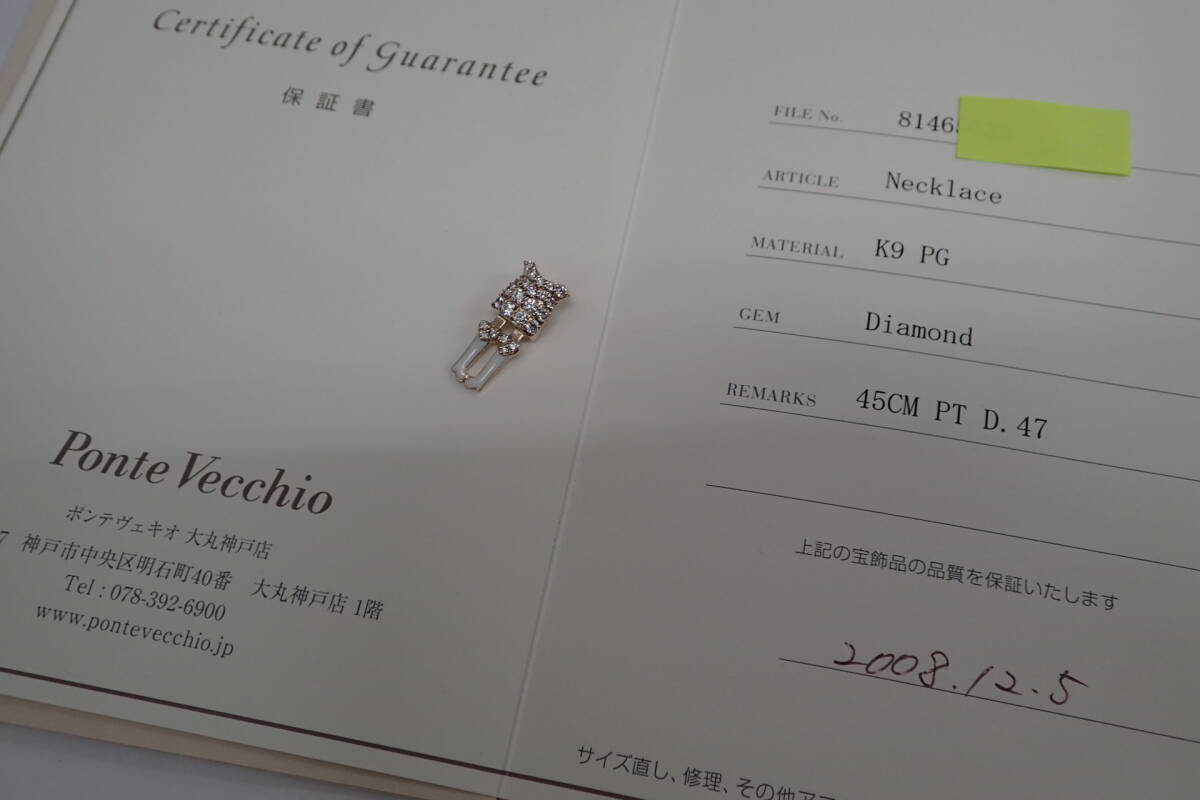 Certificate of Guarantee
保証書
Ponte Vecchio
ポンテヴェキオ 大丸神戸店
7 神戸市中央区明石町40番 大丸神戸店 1階
Tel : 078-392-6900
www.pontevecchio.jp
FILE No. 8146
ARTICLE Necklace
MATERIAL K9 PG
GEM Diamond
REMARKS 45CM PT D.47
上記の宝飾品の品質を保証いたします
2008.12.5
サイズ直し、修理、その他ア